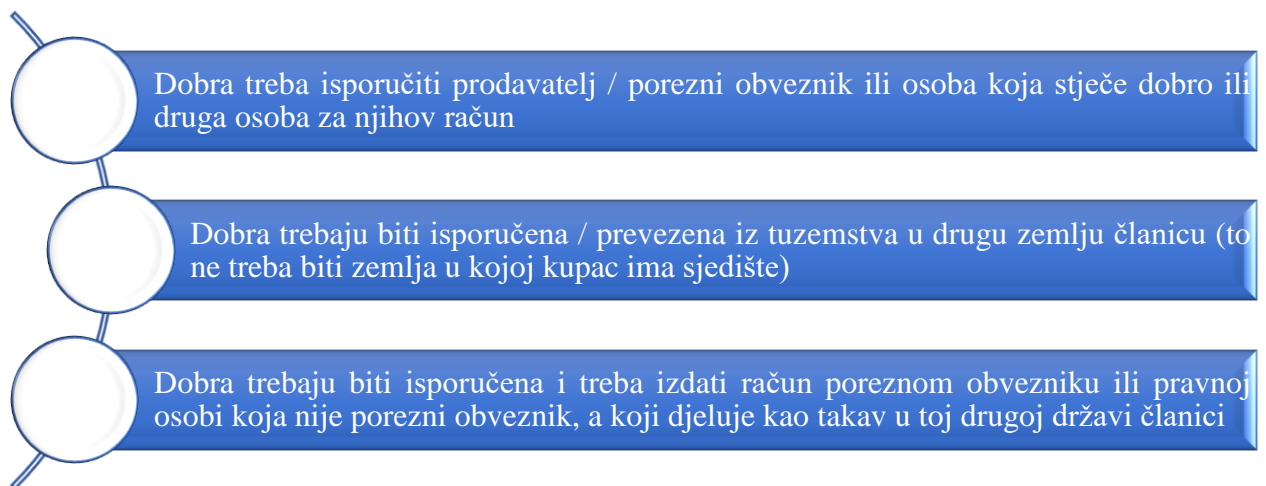 Dobra treba isporučiti prodavatelj / porezni obveznik ili osoba koja stječe dobro ili
druga osoba za njihov račun
Dobra trebaju biti isporučena / prevezena iz tuzemstva u drugu zemlju članicu (to
ne treba biti zemlja u kojoj kupac ima sjedište)
Dobra trebaju biti isporučena i treba izdati račun poreznom obvezniku ili pravnoj
osobi koja nije porezni obveznik, a koji djeluje kao takav u toj drugoj državi članici